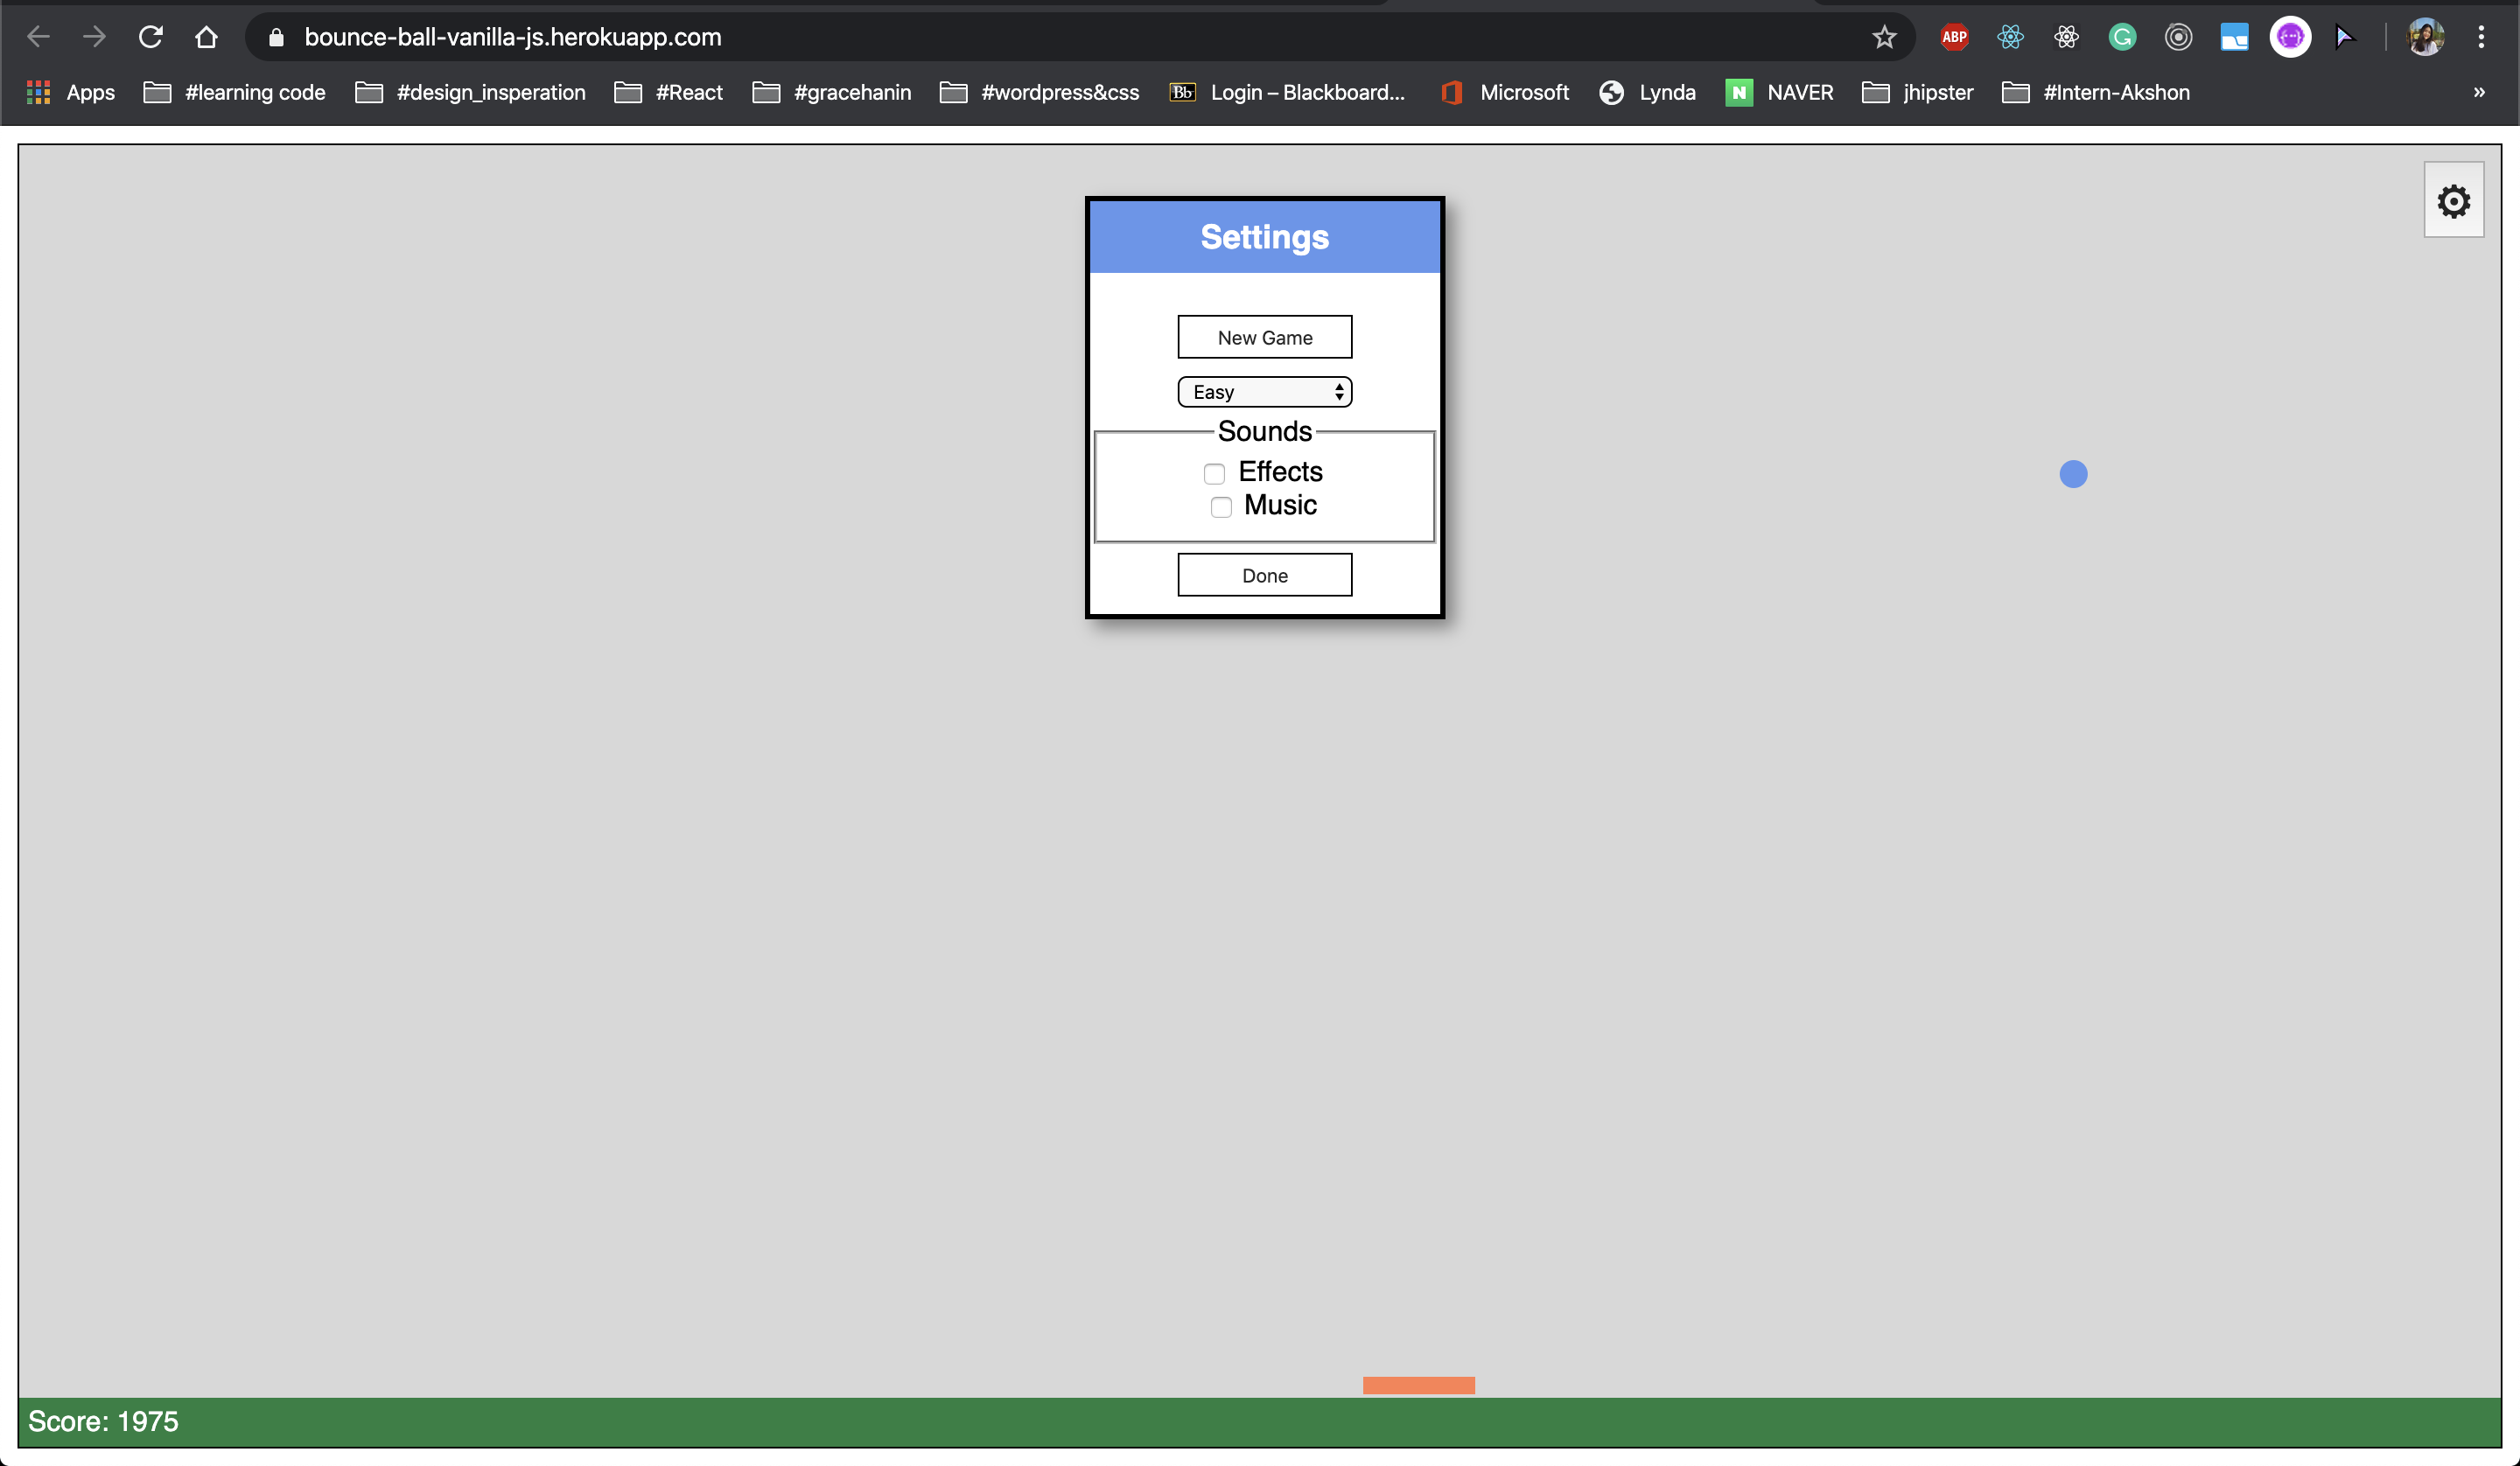 bounce-ball-vanilla-js.herokuapp.com
ABP
G
Apps #learning code #design_insperation #React #gracehanin #wordpress&css Bb Login – Blackboard... Microsoft Lynda N NAVER jhipster #Intern-Akshon »
Settings
New Game
Easy
Sounds
Effects
Music
Done
Score: 1975